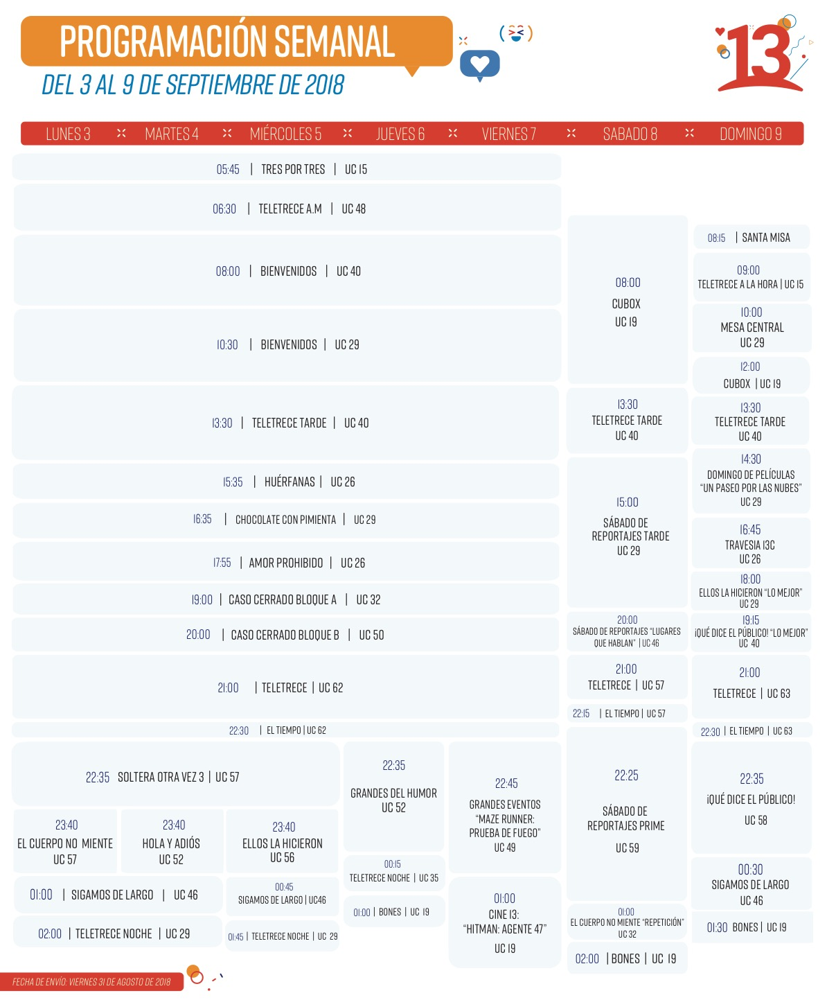 PROGRAMACIÓN SEMANAL
DEL 3 AL 9 DE SEPTIEMBRE DE 2018
13
LUNES 3 MARTES 4 MIÉRCOLES 5 JUEVES 6 VIERNES 7 SABADO 8 DOMINGO 9
05:45 | TRES POR TRES | UC 15
06:30 | TELETRECE A.M | UC 48
08:00 | BIENVENIDOS | UC 40
10:30 | BIENVENIDOS | UC 29
13:30 | TELETRECE TARDE | UC 40
15:35 | HUÉRFANAS | UC 26
16:35 | CHOCOLATE CON PIMIENTA | UC 29
17:55 | AMOR PROHIBIDO | UC 26
19:00 | CASO CERRADO BLOQUE A | UC 32
20:00 | CASO CERRADO BLOQUE B | UC 50
21:00 | TELETRECE | UC 62
22:30 | EL TIEMPO | UC 62
22:35 SOLTERA OTRA VEZ 3 | UC 57
23:40
EL CUERPO NO MIENTE
UC 57
23:40
HOLA Y ADIÓS
UC 52
23:40
ELLOS LA HICIERON
UC 56
01:00 | SIGAMOS DE LARGO | UC 46
02:00 | TELETRECE NOCHE | UC 29
00:45
SIGAMOS DE LARGO | UC46
01:45 | TELETRECE NOCHE | UC 29
22:35
GRANDES DEL HUMOR
UC 52
00:15
TELETRECE NOCHE | UC 35
01:00 | BONES | UC 19
22:45
GRANDES EVENTOS
“MAZE RUNNER:
PRUEBA DE FUEGO”
UC 49
01:00
CINE 13:
“HITMAN: AGENTE 47”
UC 19
08:00
CUBOX
UC 19
13:30
TELETRECE TARDE
UC 40
15:00
SÁBADO DE
REPORTAJES TARDE
UC 29
20:00
SÁBADO DE REPORTAJES “LUGARES
QUE HABLAN” | UC 46
21:00
TELETRECE | UC 57
22:15 | EL TIEMPO | UC 57
22:25
SÁBADO DE
REPORTAJES PRIME
UC 59
01:00
EL CUERPO NO MIENTE “REPETICIÓN”
UC 32
02:00 | BONES | UC 19
08:15 | SANTA MISA
09:00
TELETRECE A LA HORA | UC 15
10:00
MESA CENTRAL
UC 29
12:00
CUBOX | UC 19
13:30
TELETRECE TARDE
UC 40
14:30
DOMINGO DE PELÍCULAS
“UN PASEO POR LAS NUBES”
UC 29
16:45
TRAVESIA 13C
UC 26
18:00
ELLOS LA HICIERON “LO MEJOR”
UC 29
19:15
¡QUÉ DICE EL PÚBLICO! “LO MEJOR”
UC 40
21:00
TELETRECE | UC 63
22:30 | EL TIEMPO | UC 63
22:35
¡QUÉ DICE EL PÚBLICO!
UC 58
00:30
SIGAMOS DE LARGO
UC 46
01:30 BONES | UC 19
FECHA DE ENVÍO: VIERNES 31 DE AGOSTO DE 2018